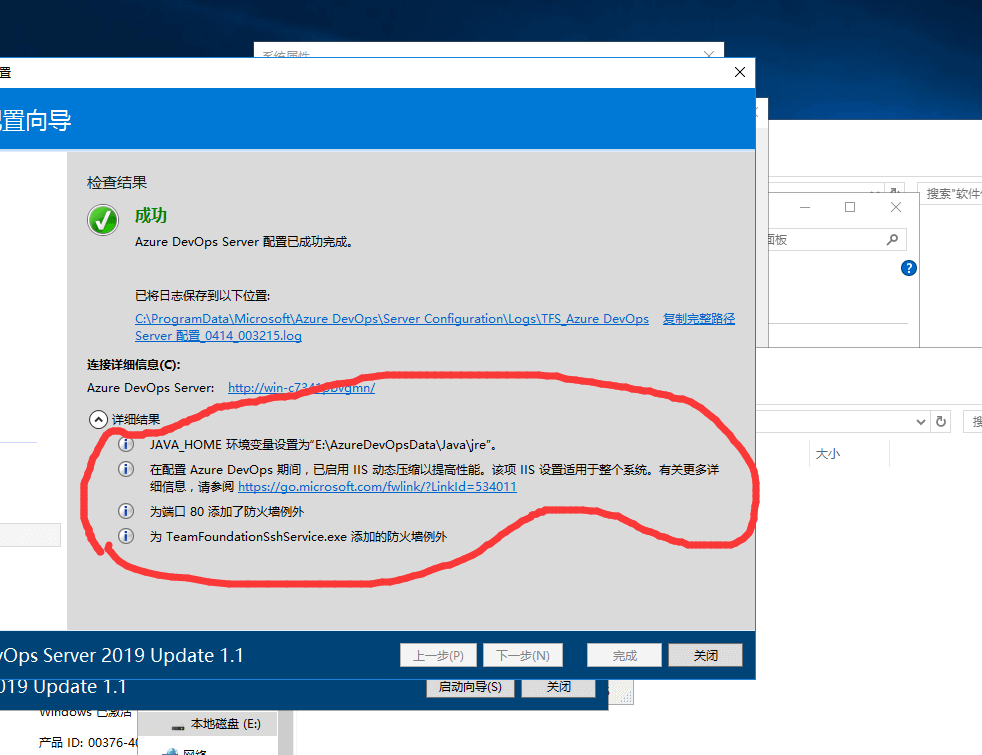 系统属性
置
置向导
检查结果
成功
Azure DevOps Server 配置已成功完成。
已将日志保存到以下位置:
C:\ProgramData\Microsoft\Azure DevOps\Server Configuration\Logs\TFS_Azure DevOps 复制完整路径
Server 配置_0414_003215.log
连接详细信息(C):
Azure DevOps Server: http://win-c734
详细结果
JAVA_HOME 环境变量设置为"E:\AzureDevOpsData\Java\jre"。
在配置 Azure DevOps 期间，已启用 IIS 动态压缩以提高性能。该项 IIS 设置适用于整个系统。有关更多详
细信息，请参阅 https://go.microsoft.com/fwlink/?LinkId=534011
为端口 80 添加了防火墙例外
为 TeamFoundationSshService.exe 添加的防火墙例外
搜索"软件
面板
搜
大小
vOps Server 2019 Update 1.1
上一步(P) 下一步(N) 完成 关闭
019 Update 1.1
启动向导(S) 关闭
Windows 已激活
产品 ID: 00376-40
本地磁盘 (E:)
网络